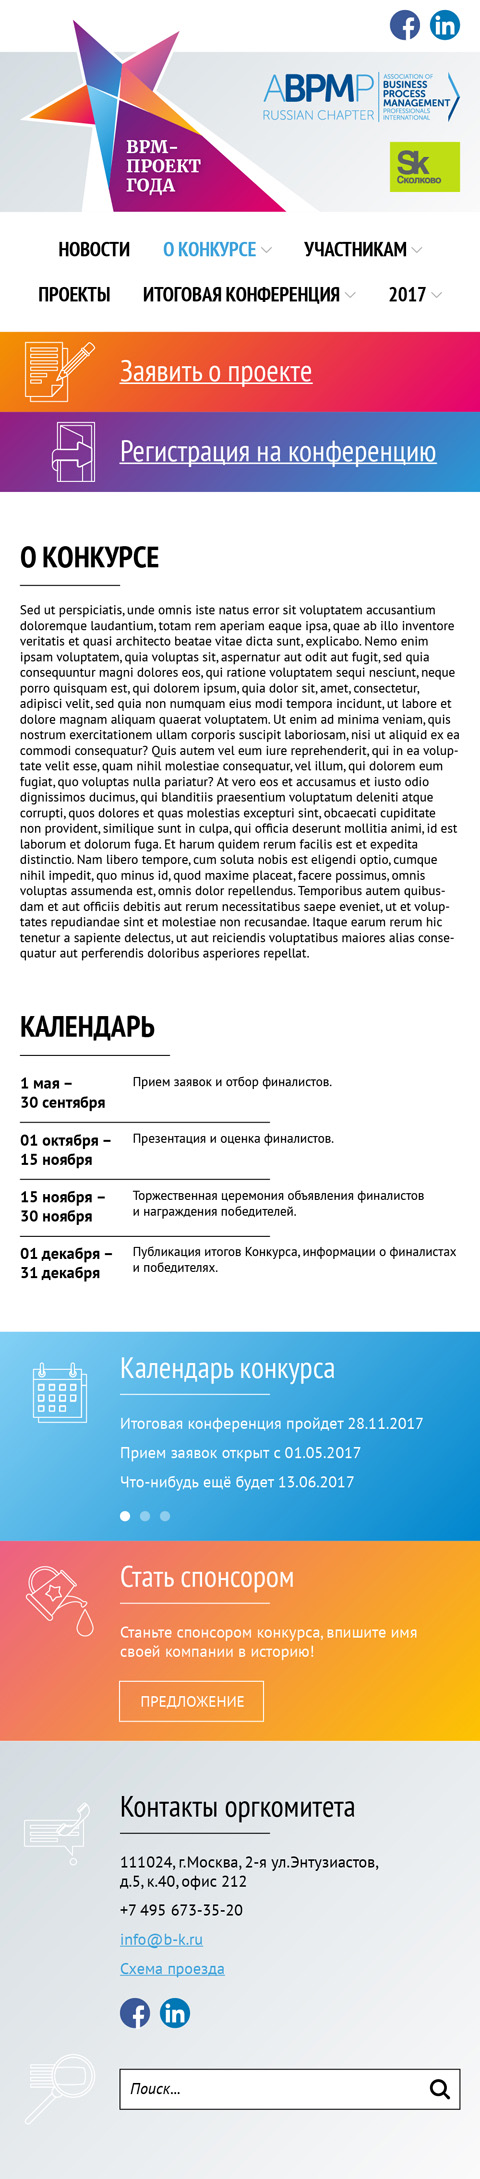 ABPMP
RUSSIAN CHAPTER
ASSOCIATION OF
BUSINESS
PROCESS
MANAGEMENT
PROFESSIONALS
INTERNATIONAL
BPM-
ПРОЕКТ
ГОДА
Sk
Сколково
НОВОСТИ О КОНКУРСЕ УЧАСТНИКАМ
ПРОЕКТЫ ИТОГОВАЯ КОНФЕРЕНЦИЯ 2017
Заявить о проекте
Регистрация на конференцию
О КОНКУРСЕ
Sed ut perspiciatis, unde omnis iste natus error sit voluptatem accusantium
doloremque laudantium, totam rem aperiam eaque ipsa, quae ab illo inventore
veritatis et quasi architecto beatae vitae dicta sunt, explicabo. Nemo enim
ipsam voluptatem, quia voluptas sit, aspernatur aut odit aut fugit, sed quia
consequuntur magni dolores eos, qui ratione voluptatem sequi nesciunt, neque
porro quisquam est, qui dolorem ipsum, quia dolor sit, amet, consectetur,
adipisci velit, sed quia non numquam eius modi tempora incidunt, ut labore et
dolore magnam aliquam quaerat voluptatem. Ut enim ad minima veniam, quis
nostrum exercitationem ullam corporis suscipit laboriosam, nisi ut aliquid ex ea
commodi consequatur? Quis autem vel eum iure reprehenderit, qui in ea volup-
tate velit esse, quam nihil molestiae consequatur, vel illum, qui dolorem eum
fugiat, quo voluptas nulla pariatur? At vero eos et accusamus et iusto odio
dignissimos ducimus, qui blanditiis praesentium voluptatum deleniti atque
corrupti, quos dolores et quas molestias excepturi sint, obcaecati cupiditate
non provident, similique sunt in culpa, qui officia deserunt mollitia animi, id est
laborum et dolorum fuga. Et harum quidem rerum facilis est et expedita
distinctio. Nam libero tempore, cum soluta nobis est eligendi optio, cumque
nihil impedit, quo minus id, quod maxime placeat, facere possimus, omnis
voluptas assumenda est, omnis dolor repellendus. Temporibus autem quibus-
dam et aut officiis debitis aut rerum necessitatibus saepe eveniet, ut et volup-
tates repudiandae sint et molestiae non recusandae. Itaque earum rerum hic
tenetur a sapiente delectus, ut aut reiciendis voluptatibus maiores alias conse-
quatur aut perferendis doloribus asperiores repellat.
КАЛЕНДАРЬ
1 мая –
30 сентября
Прием заявок и отбор финалистов.
01 октября –
15 ноября
Презентация и оценка финалистов.
15 ноября –
30 ноября
Торжественная церемония объявления финалистов
и награждения победителей.
01 декабря –
31 декабря
Публикация итогов Конкурса, информации о финалистах
и победителях.
Календарь конкурса
Итоговая конференция пройдет 28.11.2017
Прием заявок открыт с 01.05.2017
Что-нибудь ещё будет 13.06.2017
Стать спонсором
Станьте спонсором конкурса, впишите имя
своей компании в историю!
ПРЕДЛОЖЕНИЕ
Контакты оргкомитета
111024, г.Москва, 2-я ул.Энтузиастов,
д.5, к.40, офис 212
+7 495 673-35-20
info@b-k.ru
Схема проезда
Поиск...